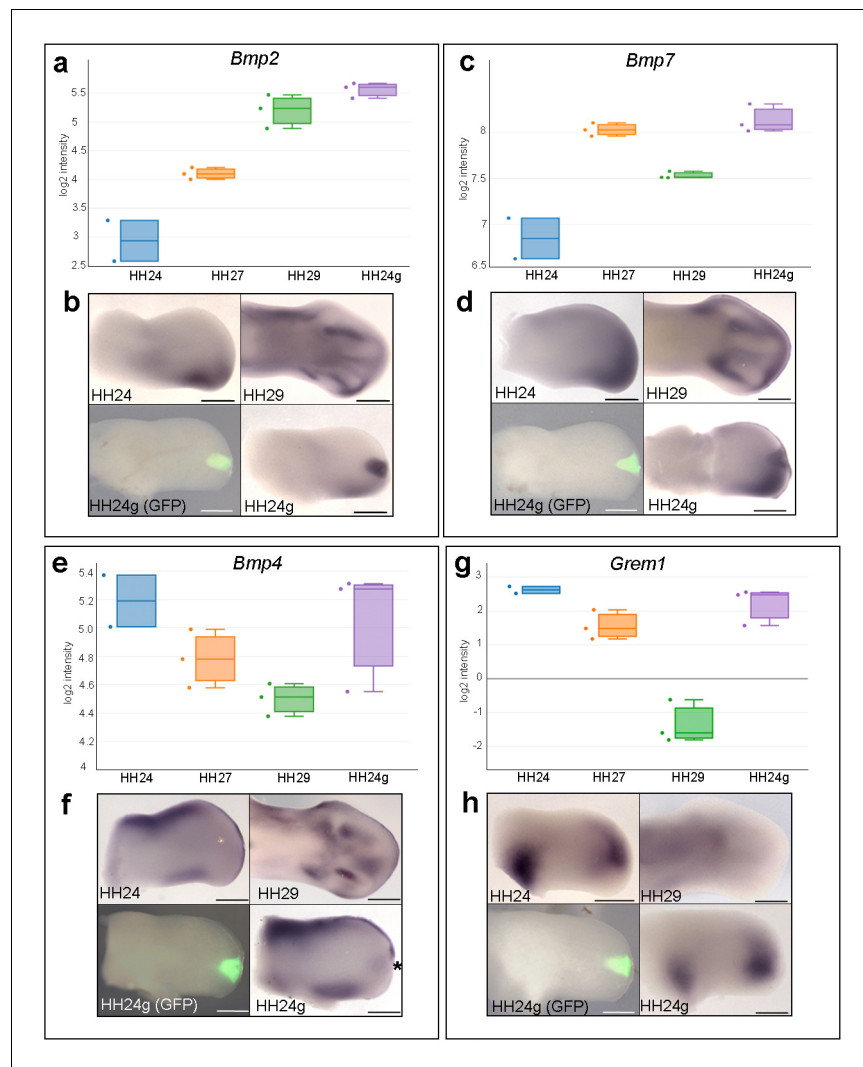 a
Bmp2
log2 intensity
5.5
5
4.5
4
3.5
3
2.5
HH24
HH27
HH29
HH24g
b
HH24
HH29
HH24g (GFP)
HH24g
c
Bmp7
log2 intensity
8
7.5
7
6.5
HH24
HH27
HH29
HH24g
d
HH24
HH29
HH24g (GFP)
HH24g
e
Bmp4
log2 intensity
5.4
5.2
5.0
4.8
4.6
4.4
4.2
4
HH24
HH27
HH29
HH24g
f
HH24
HH29
HH24g (GFP)
HH24g
*
g
Grem1
log2 intensity
3
2
1
0
-1
-2
HH24
HH27
HH29
HH24g
h
HH24
HH29
HH24g (GFP)
HH24g